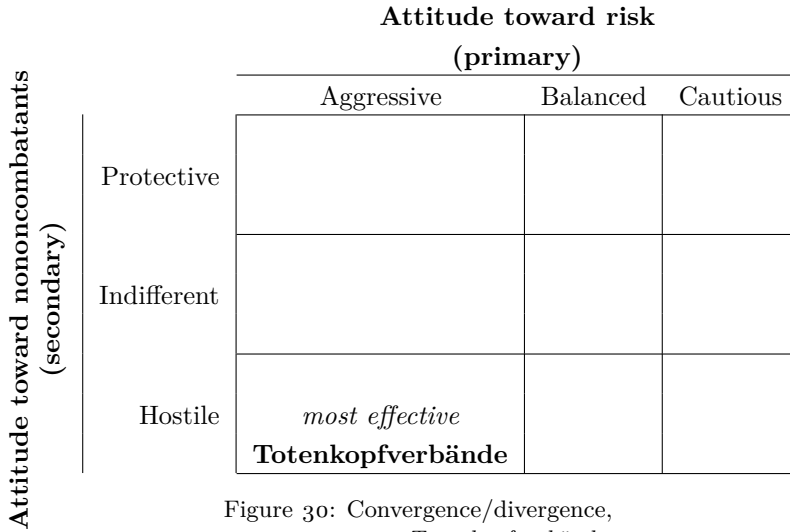 Attitude toward risk
(primary)
Aggressive Balanced Cautious
Attitude toward nononcombatants
(secondary)
Protective
Indifferent
Hostile
most effective
Totenkopfverbände
Figure 30: Convergence/divergence,